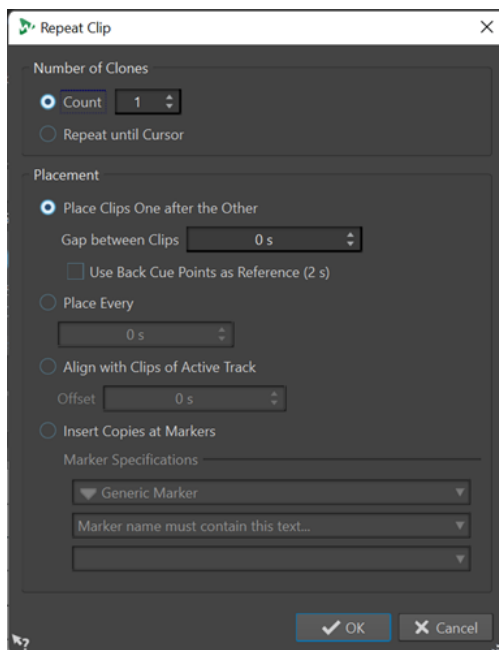 Repeat Clip
Number of Clones
Count 1
Repeat until Cursor
Placement
Place Clips One after the Other
Gap between Clips 0 s
Use Back Cue Points as Reference (2 s)
Place Every
0 s
Align with Clips of Active Track
Offset 0 s
Insert Copies at Markers
Marker Specifications
Generic Marker
Marker name must contain this text...
OK Cancel